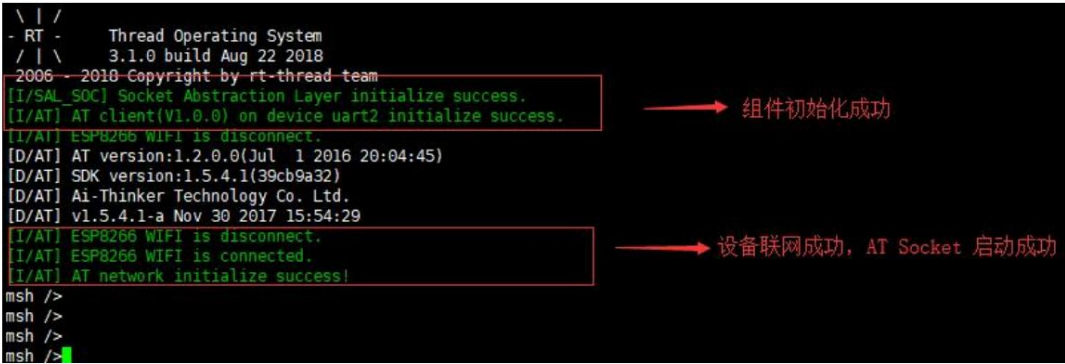 \ | /
- RT -     Thread Operating System
/ | \     3.1.0 build Aug 22 2018
2006 - 2018 Copyright by rt-thread team
[I/SAL_SOC] Socket Abstraction Layer initialize success.
[I/AT] AT client(V1.0.0) on device uart2 initialize success.
组件初始化成功
[I/AT] ESP8266 WIFI is disconnect.
[D/AT] AT version:1.2.0.0(Jul  1 2016 20:04:45)
[D/AT] SDK version:1.5.4.1(39cb9a32)
[D/AT] Ai-Thinker Technology Co. Ltd.
[D/AT] v1.5.4.1-a Nov 30 2017 15:54:29
[I/AT] ESP8266 WIFI is disconnect.
[I/AT] ESP8266 WIFI is connected.
[I/AT] AT network initialize success!
设备联网成功，AT Socket 启动成功
msh />
msh />
msh />
msh />